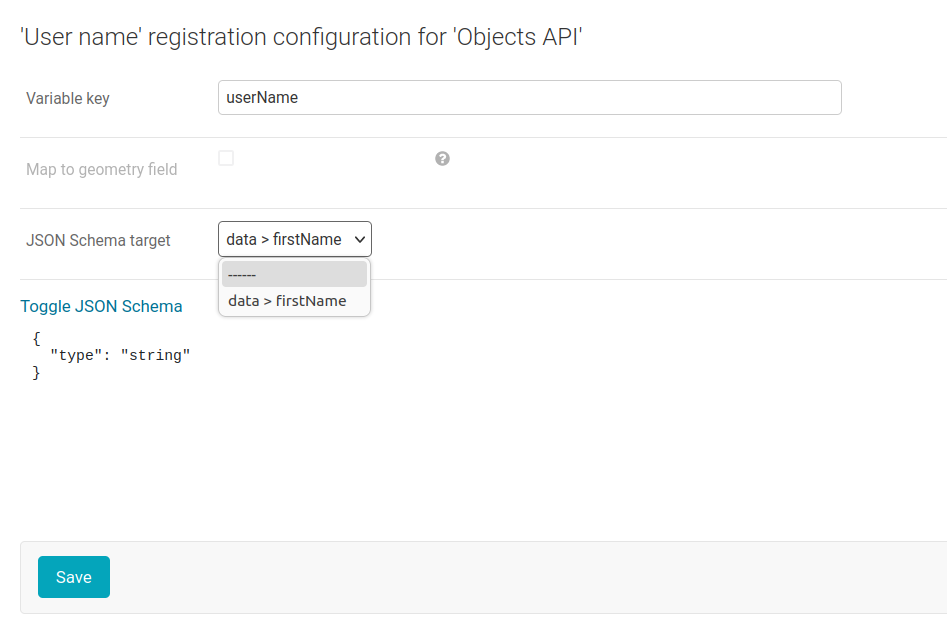 'User name' registration configuration for 'Objects API'
Variable key
userName
Map to geometry field
?
JSON Schema target
data > firstName
------
data > firstName
Toggle JSON Schema
{
"type": "string"
}
Save